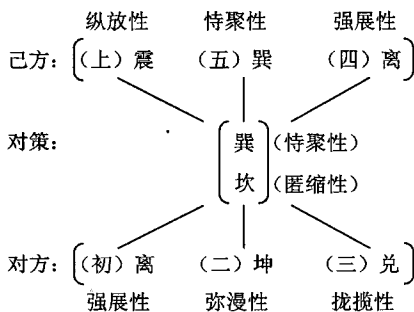 纵放性 恃聚性 强展性
己方：（上）震 （五）巽 （四）离
对策： 巽（恃聚性）
坎（匿缩性）
对方：（初）离 （二）坤 （三）兑
强展性 弥漫性 拢揽性